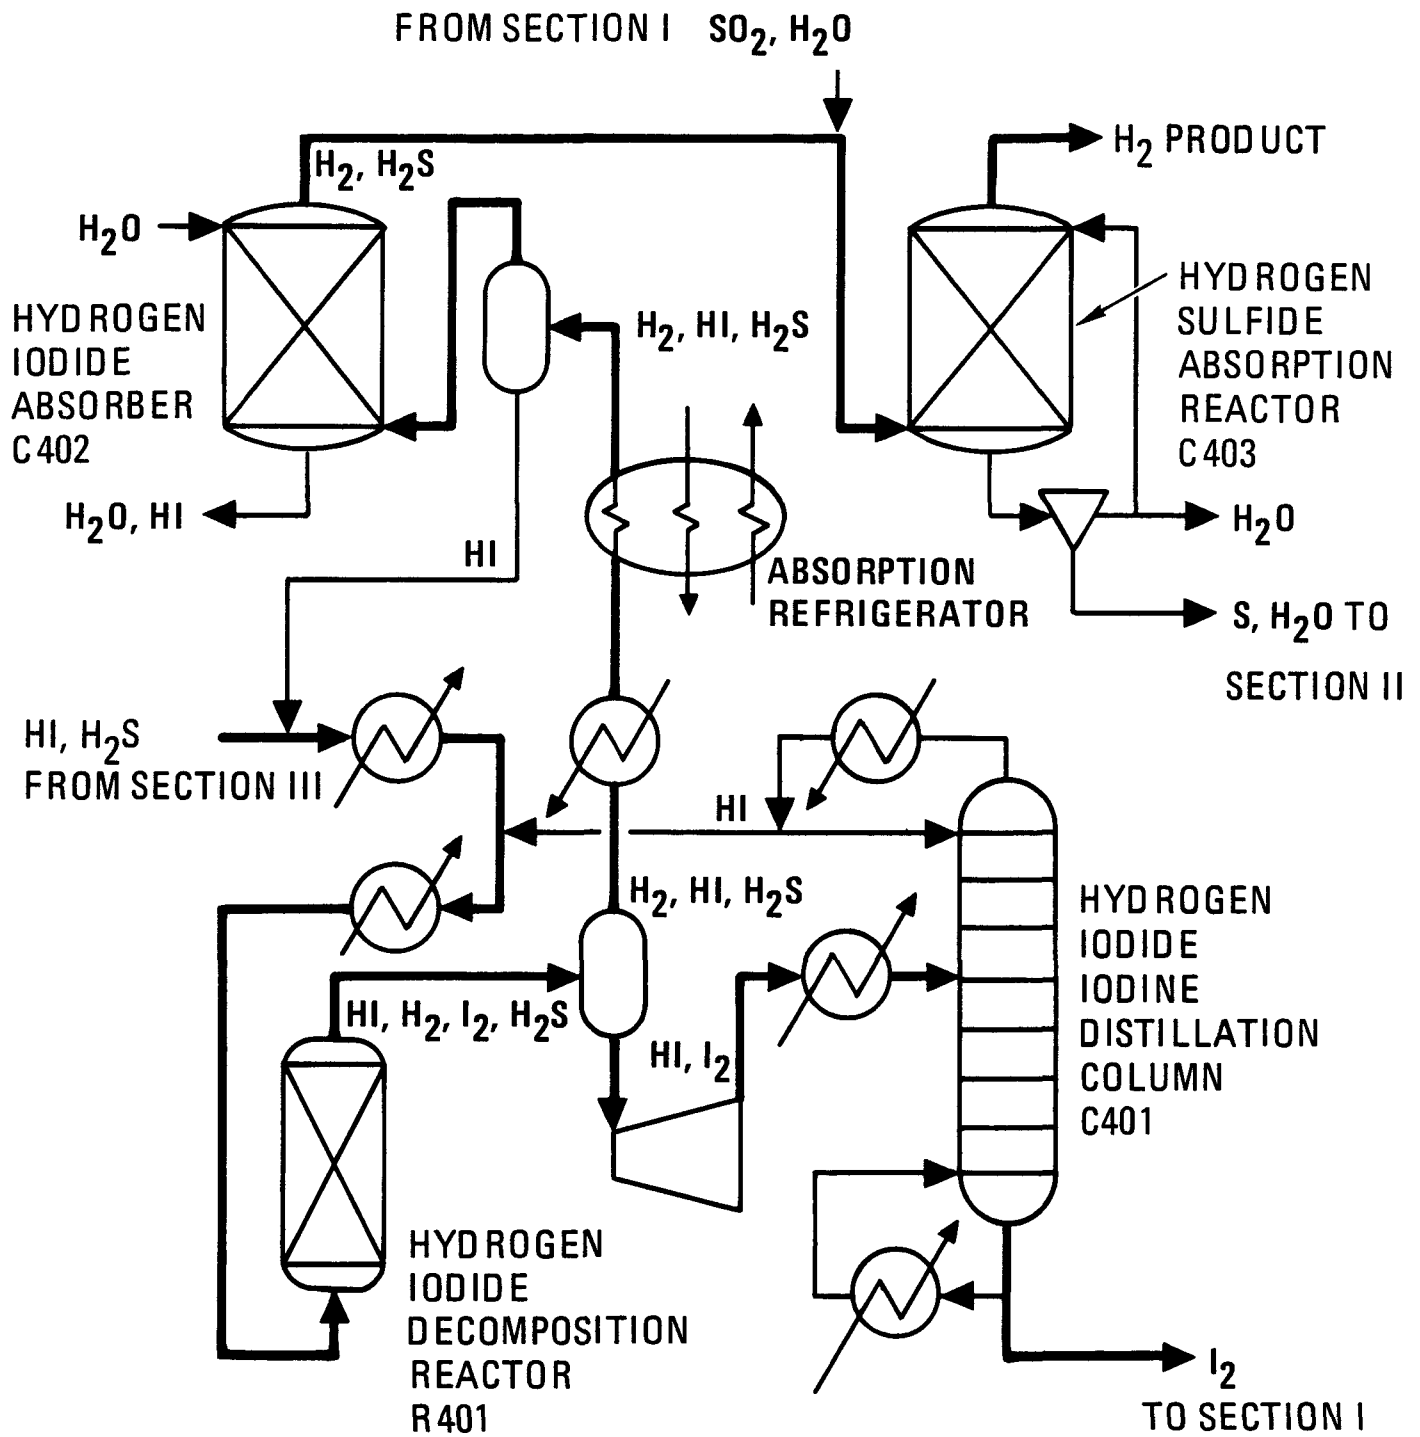 FROM SECTION I SO₂, H₂O
H₂ PRODUCT
H₂, H₂S
H₂O
HYDROGEN
IODIDE
ABSORBER
C402
H₂, HI, H₂S
HYDROGEN
SULFIDE
ABSORPTION
REACTOR
C403
H₂O, HI
H₂O
HI
ABSORPTION
REFRIGERATOR
S, H₂O TO
SECTION II
HI, H₂S
FROM SECTION III
HI
H₂, HI, H₂S
HYDROGEN
IODIDE
IODINE
DISTILLATION
COLUMN
C401
HI, H₂, I₂, H₂S
HI, I₂
HYDROGEN
IODIDE
DECOMPOSITION
REACTOR
R401
I₂
TO SECTION I